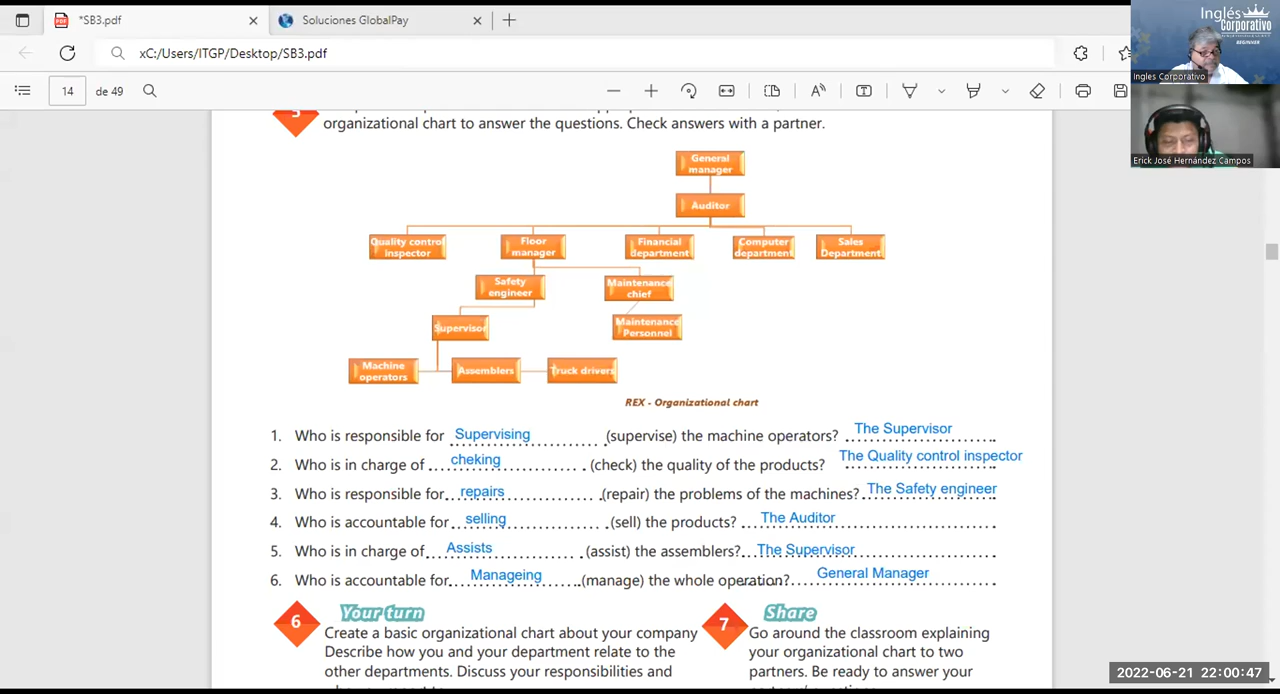 *SB3.pdf
Soluciones GlobalPay
xC:/Users/ITGP/Desktop/SB3.pdf
14 de 49
organizational chart to answer the questions. Check answers with a partner.
General manager
Auditor
Quality control inspector
Floor manager
Financial department
Computer department
Sales Department
Safety engineer
Maintenance chief
Supervisor
Maintenance Personnel
Machine operators
Assemblers
Truck drivers
REX - Organizational chart
1. Who is responsible for Supervising (supervise) the machine operators? The Supervisor
2. Who is in charge of cheking (check) the quality of the products? The Quality control inspector
3. Who is responsible for repairs (repair) the problems of the machines? The Safety engineer
4. Who is accountable for selling (sell) the products? The Auditor
5. Who is in charge of Assists (assist) the assemblers? The Supervisor
6. Who is accountable for Manageing (manage) the whole operation? General Manager
6 Your turn
Create a basic organizational chart about your company
Describe how you and your department relate to the
other departments. Discuss your responsibilities and
7 Share
Go around the classroom explaining
your organizational chart to two
partners. Be ready to answer your
Inglés Corporativo
BEGINNER
Ingles Corporativo
Erick José Hernández Campos
2022-06-21 22:00:47